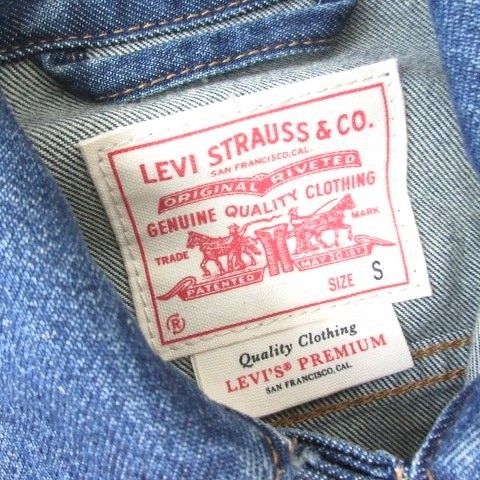 LEVI STRAUSS & CO.
SAN FRANCISCO, CAL.
ORIGINAL RIVETED
GENUINE QUALITY CLOTHING
TRADE MARK
PATENTED MAY 20 187
SIZE S
®
Quality Clothing
LEVI'S® PREMIUM
SAN FRANCISCO, CAL